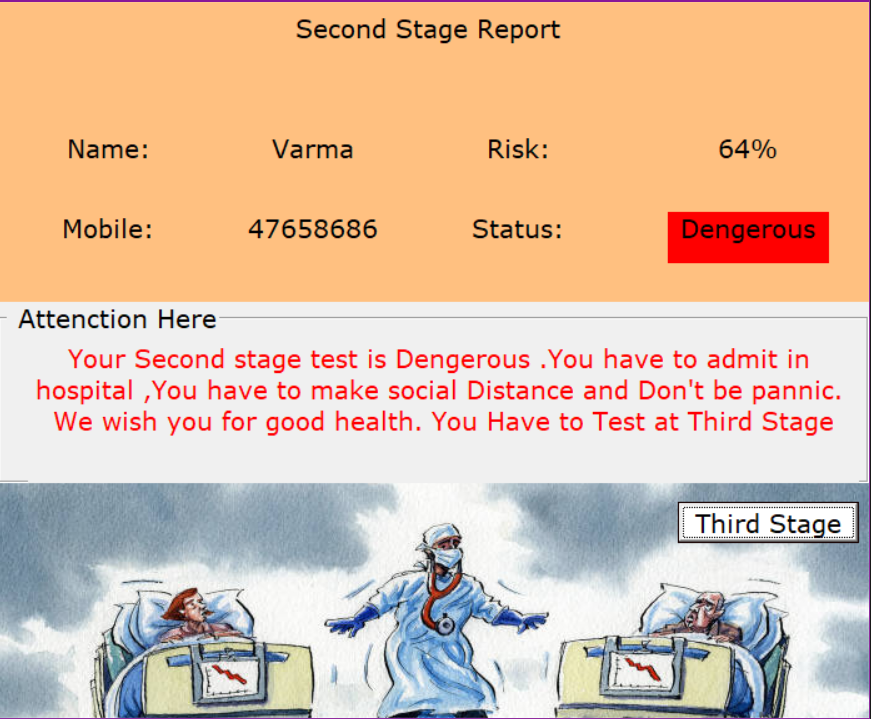 Second Stage Report
Name: Varma Risk: 64%
Mobile: 47658686 Status: Dengerous
Attenction Here
Your Second stage test is Dengerous .You have to admit in
hospital ,You have to make social Distance and Don't be pannic.
We wish you for good health. You Have to Test at Third Stage
Third Stage